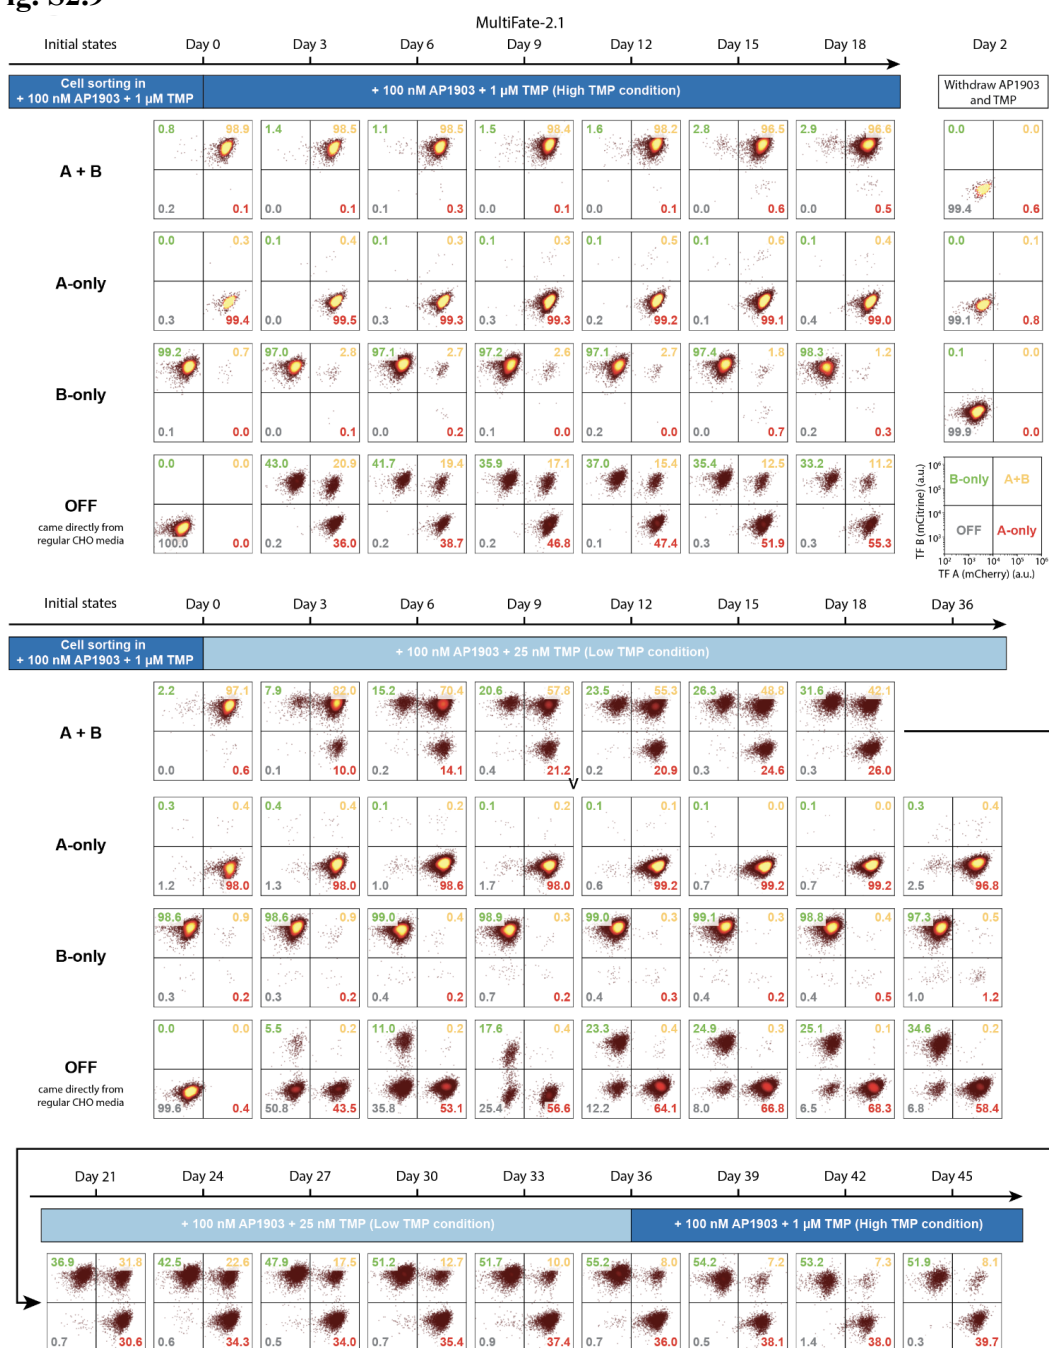 ig. S2.9
MultiFate-2.1
Initial states Day 0 Day 3 Day 6 Day 9 Day 12 Day 15 Day 18 Day 2
Cell sorting in
+ 100 nM AP1903 + 1 µM TMP
+ 100 nM AP1903 + 1 µM TMP (High TMP condition)
Withdraw AP1903
and TMP
0.8 98.9 1.4 98.5 1.1 98.5 1.5 98.4 1.6 98.2 2.8 96.5 2.9 96.6 0.0 0.0
A + B
0.2 0.1 0.0 0.1 0.1 0.3 0.0 0.1 0.0 0.1 0.0 0.6 0.0 0.5 99.4 0.6
0.0 0.3 0.1 0.4 0.1 0.3 0.1 0.3 0.1 0.5 0.1 0.6 0.1 0.4 0.0 0.1
A-only
0.3 99.4 0.0 99.5 0.3 99.3 0.3 99.3 0.2 99.2 0.1 99.1 0.4 99.0 99.1 0.8
99.2 0.7 97.0 2.8 97.1 2.7 97.2 2.6 97.1 2.7 97.4 1.8 98.3 1.2 0.1 0.0
B-only
0.1 0.0 0.0 0.1 0.0 0.2 0.1 0.0 0.2 0.0 0.0 0.7 0.2 0.3 99.9 0.0
0.0 0.0 43.0 20.9 41.7 19.4 35.9 17.1 37.0 15.4 35.4 12.5 33.2 11.2
OFF
came directly from
regular CHO media
100.0 0.0 0.2 36.0 0.2 38.7 0.2 46.8 0.1 47.4 0.3 51.9 0.3 55.3
TF B (mCitrine) (a.u.)
10⁶
10⁵
10⁴
10³
B-only A+B
OFF A-only
10² 10³ 10⁴ 10⁵ 10⁶
TF A (mCherry) (a.u.)
Initial states Day 0 Day 3 Day 6 Day 9 Day 12 Day 15 Day 18 Day 36
Cell sorting in
+ 100 nM AP1903 + 1 µM TMP
+ 100 nM AP1903 + 25 nM TMP (Low TMP condition)
2.2 97.1 7.9 82.0 15.2 70.4 20.6 57.8 23.5 55.3 26.3 48.8 31.6 42.1
A + B
0.0 0.6 0.1 10.0 0.2 14.1 0.4 21.2 0.2 20.9 0.3 24.6 0.3 26.0
V
0.3 0.4 0.4 0.4 0.1 0.2 0.1 0.2 0.1 0.1 0.1 0.0 0.1 0.0 0.3 0.4
A-only
1.2 98.0 1.3 98.0 1.0 98.6 1.7 98.0 0.6 99.2 0.7 99.2 0.7 99.2 2.5 96.8
98.6 0.9 98.6 0.9 99.0 0.4 98.9 0.3 99.0 0.3 99.1 0.3 98.8 0.4 97.3 0.5
B-only
0.3 0.2 0.3 0.2 0.4 0.2 0.7 0.2 0.4 0.3 0.4 0.2 0.4 0.5 1.0 1.2
0.0 0.0 5.5 0.2 11.0 0.2 17.6 0.4 23.3 0.4 24.9 0.3 25.1 0.1 34.6 0.2
OFF
came directly from
regular CHO media
99.6 0.4 50.8 43.5 35.8 53.1 25.4 56.6 12.2 64.1 8.0 66.8 6.5 68.3 6.8 58.4
Day 21 Day 24 Day 27 Day 30 Day 33 Day 36 Day 39 Day 42 Day 45
+ 100 nM AP1903 + 25 nM TMP (Low TMP condition)
+ 100 nM AP1903 + 1 µM TMP (High TMP condition)
36.9 31.8 42.5 22.6 47.9 17.5 51.2 12.7 51.7 10.0 55.2 8.0 54.2 7.2 53.2 7.3 51.9 8.1
0.7 30.6 0.6 34.3 0.5 34.0 0.7 35.4 0.9 37.4 0.7 36.0 0.5 38.1 1.4 38.0 0.3 39.7